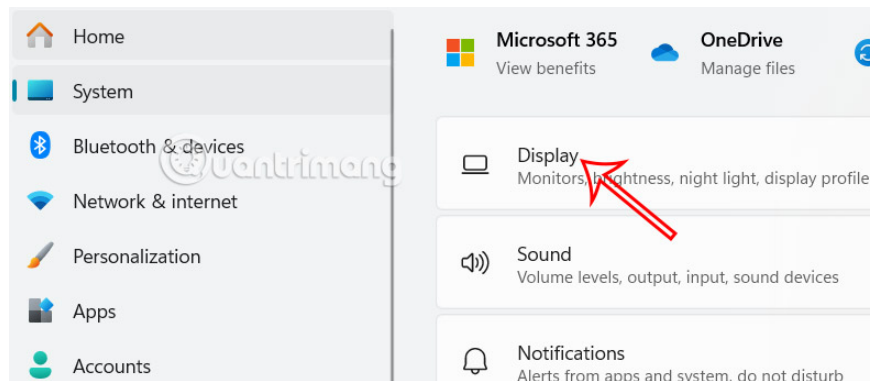 Home
System
Bluetooth & devices
Network & internet
Personalization
Apps
Accounts
Microsoft 365
View benefits
OneDrive
Manage files
Display
Monitors, brightness, night light, display profile
Sound
Volume levels, output, input, sound devices
Notifications
Alerts from apps and system, do not disturb
Quantrimang